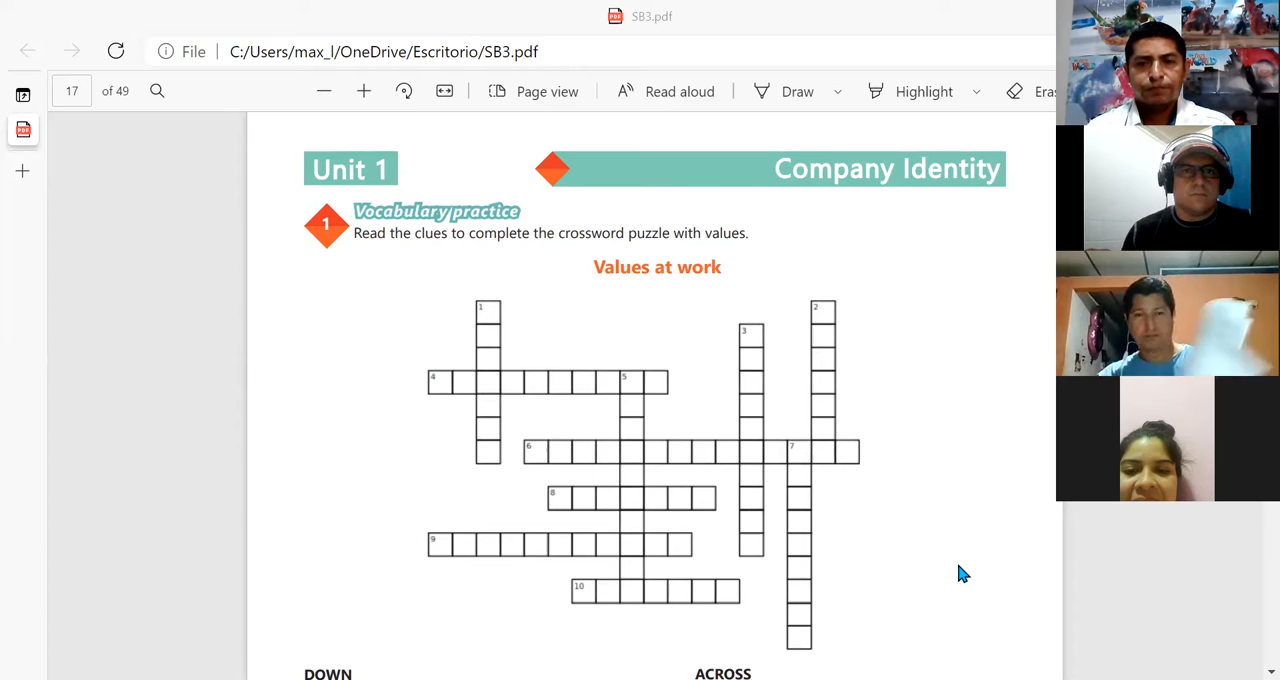 SB3.pdf
File C:/Users/max_l/OneDrive/Escritorio/SB3.pdf
17 of 49 Page view Read aloud Draw Highlight Eras
Unit 1 Company Identity
1 Vocabulary practice
Read the clues to complete the crossword puzzle with values.
Values at work
1 2
3
4 5
6 7
8
9
10
DOWN ACROSS